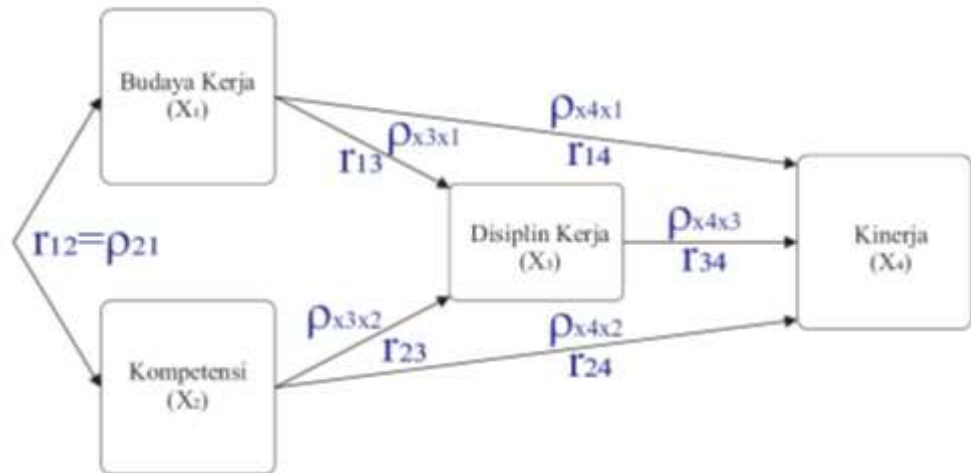 Budaya Kerja
(X₁)
ρx4x1
r14
ρx3x1
r13
r12=ρ21
Disiplin Kerja
(X₃)
ρx4x3
r34
Kinerja
(X₄)
ρx3x2
r23
ρx4x2
r24
Kompetensi
(X₂)